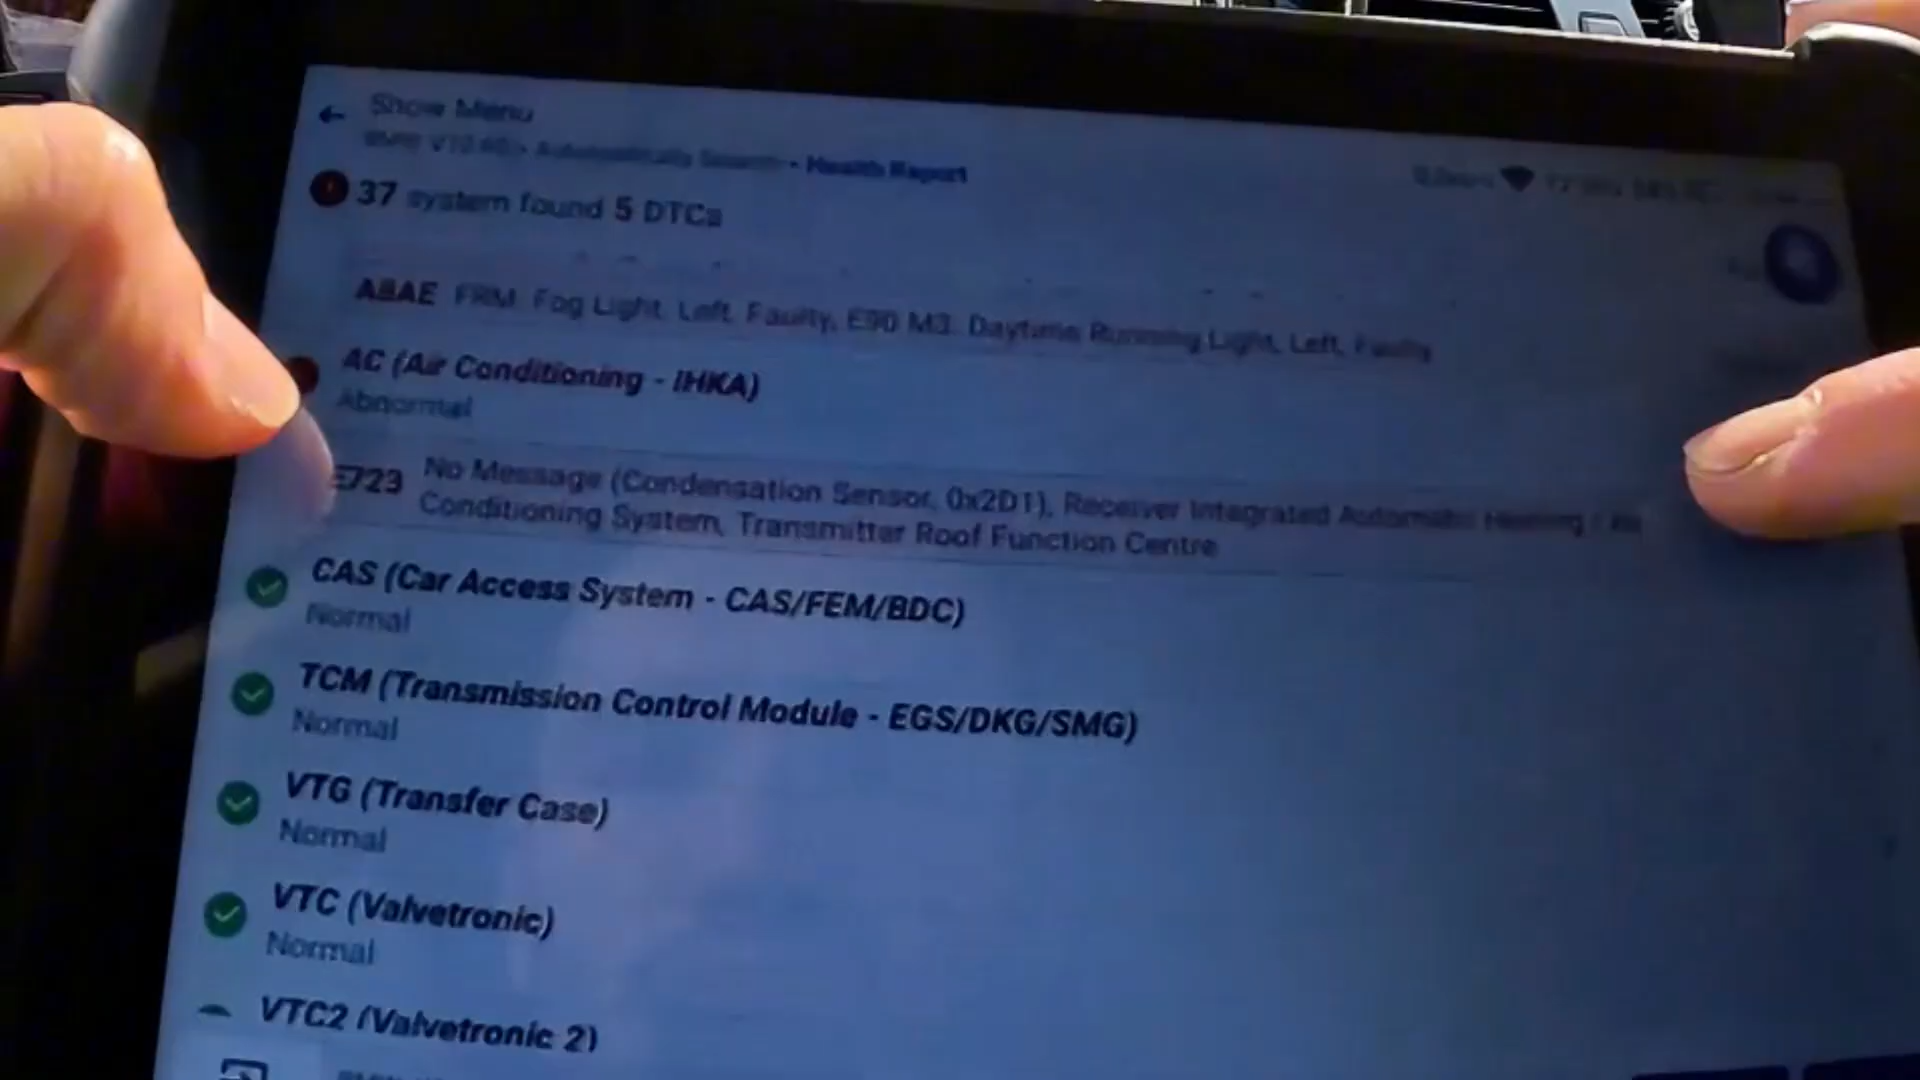 Show Menu
Automatically Search > Health Report
37 system found 5 DTCs
A8AE FRM: Fog Light, Left, Faulty, E90 M3: Daytime Running Light, Left, Faulty
AC (Air Conditioning - IHKA)
Abnormal
E723 No Message (Condensation Sensor, 0x2D1), Receiver Integrated Automatic Heating /
Conditioning System, Transmitter Roof Function Centre
CAS (Car Access System - CAS/FEM/BDC)
Normal
TCM (Transmission Control Module - EGS/DKG/SMG)
Normal
VTG (Transfer Case)
Normal
VTC (Valvetronic)
Normal
VTC2 (Valvetronic 2)